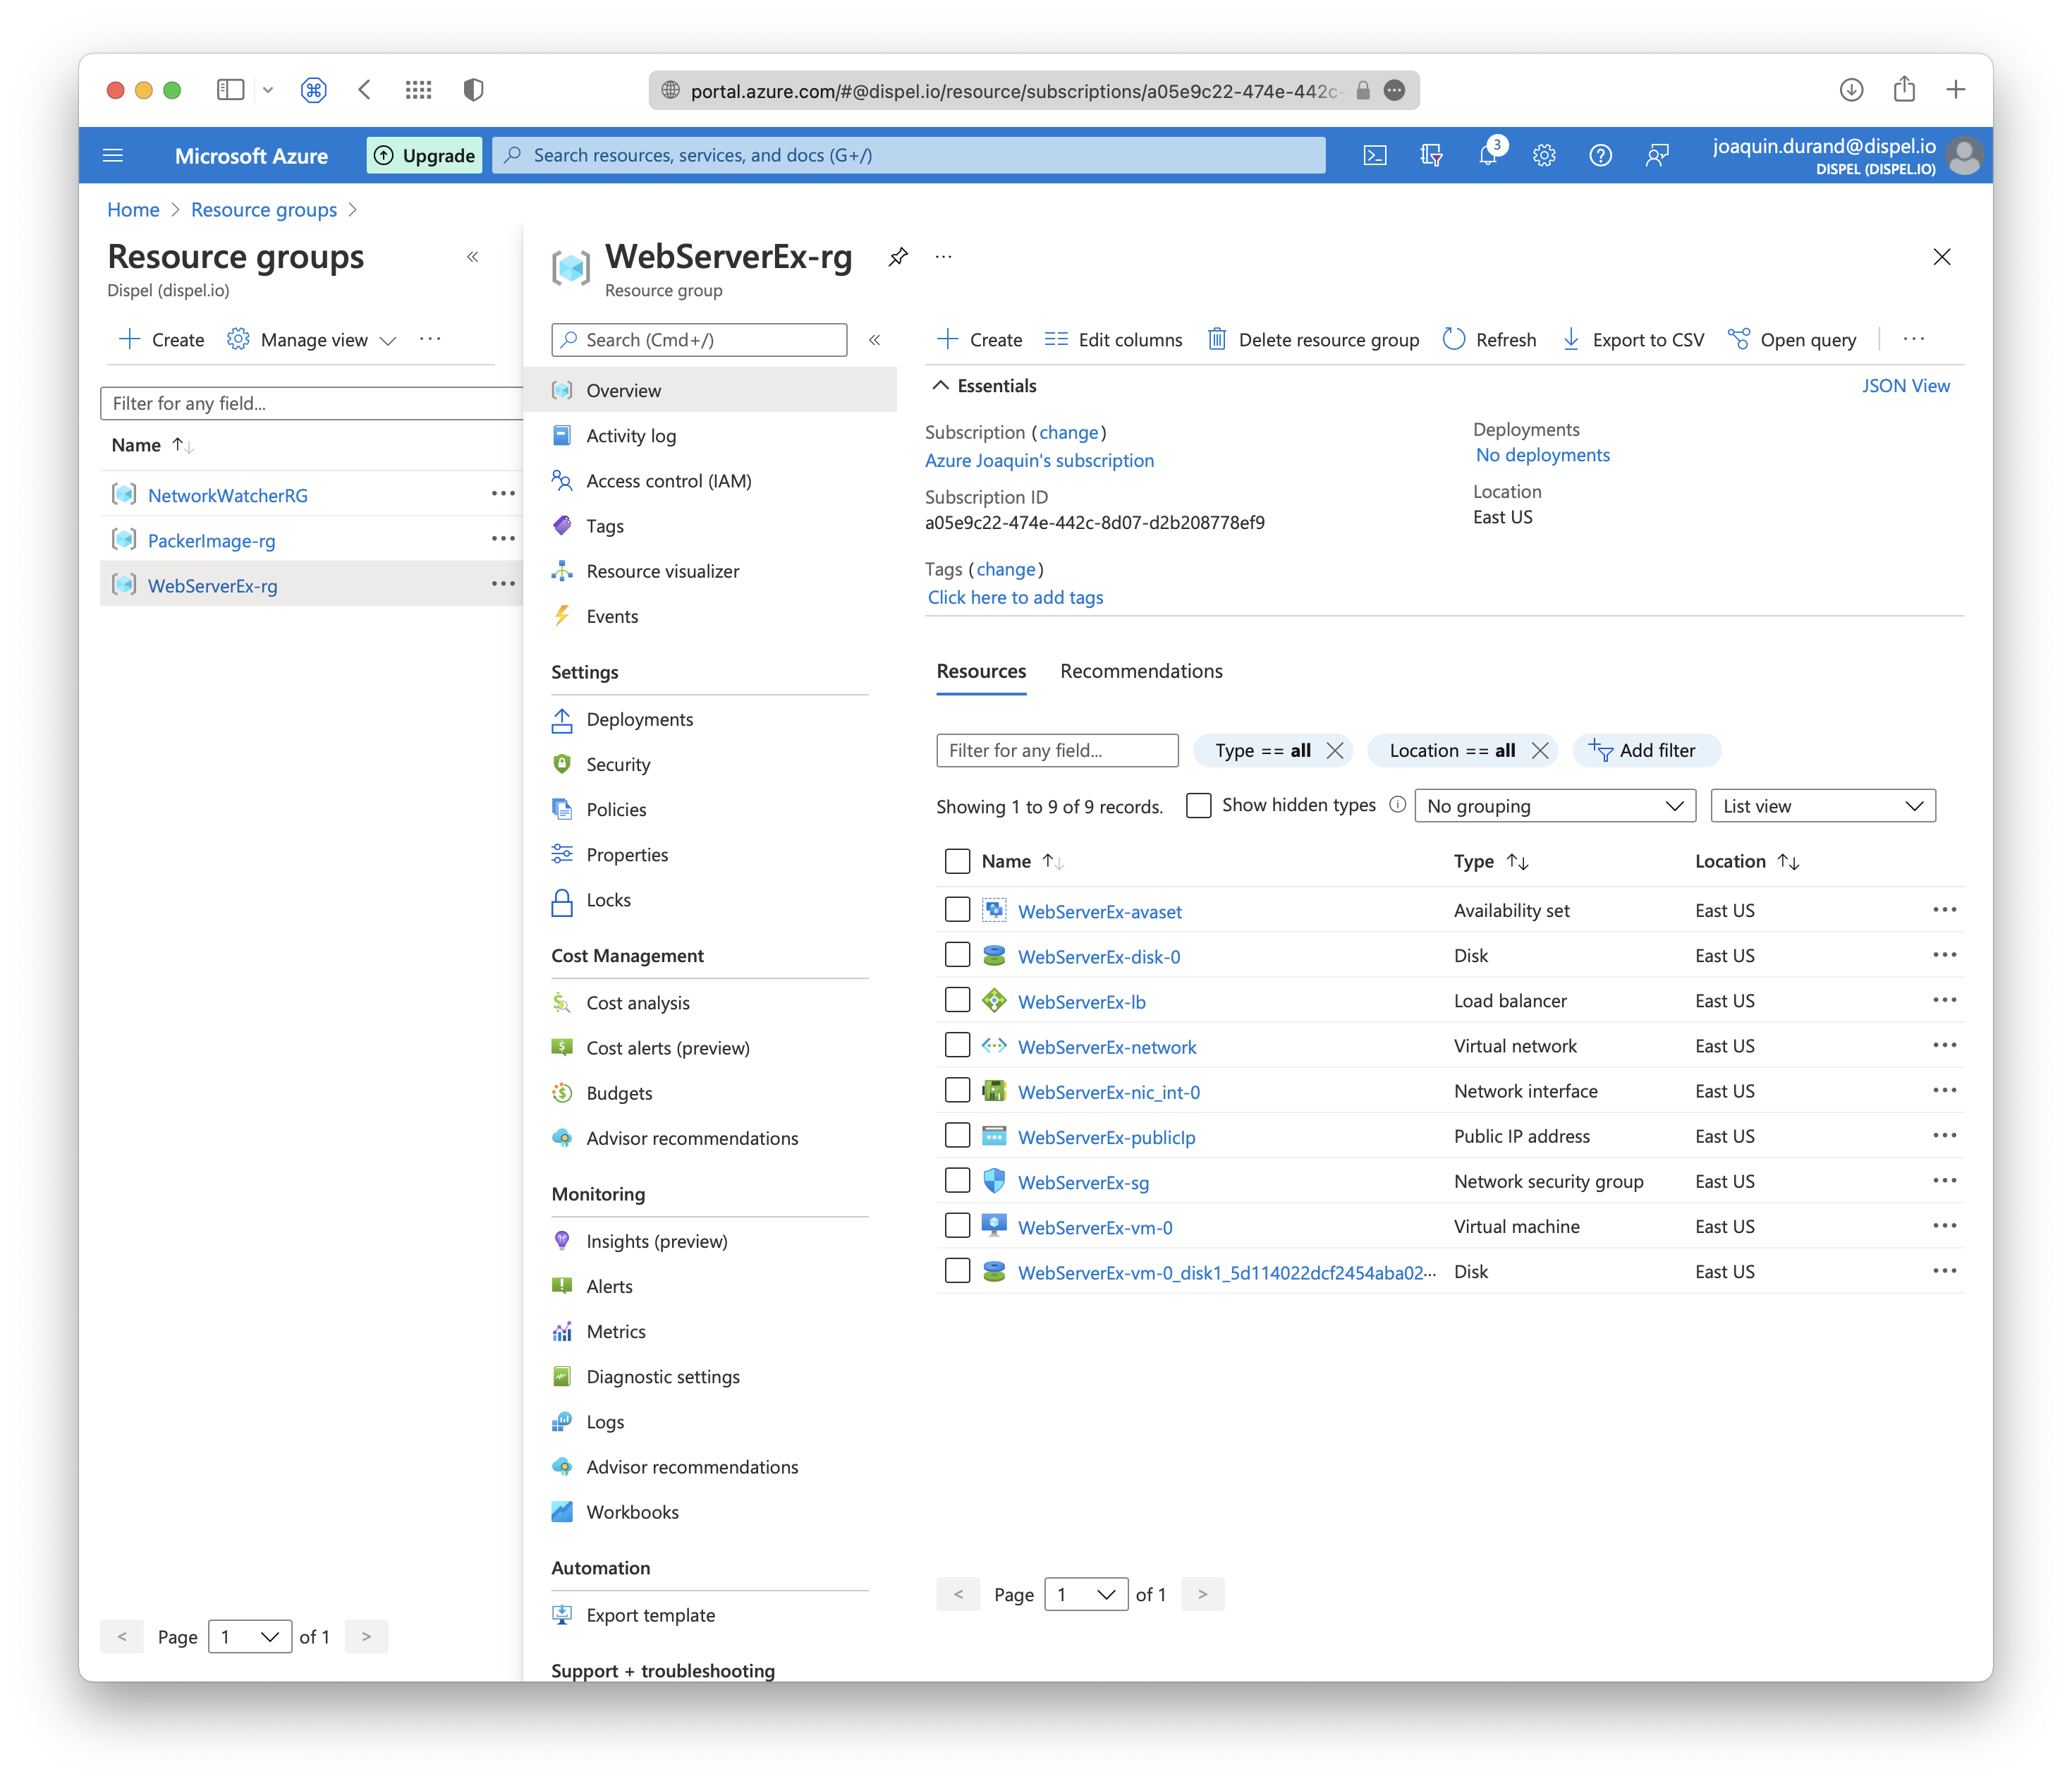 portal.azure.com/#@dispel.io/resource/subscriptions/a05e9c22-474e-442c-
Microsoft Azure
Upgrade
Search resources, services, and docs (G+/)
3
joaquin.durand@dispel.io
DISPEL (DISPEL.IO)
Home > Resource groups >
Resource groups
Dispel (dispel.io)
Create
Manage view
Filter for any field...
Name
NetworkWatcherRG
PackerImage-rg
WebServerEx-rg
< Page 1 of 1 >
WebServerEx-rg
Resource group
Search (Cmd+/)
Overview
Activity log
Access control (IAM)
Tags
Resource visualizer
Events
Settings
Deployments
Security
Policies
Properties
Locks
Cost Management
Cost analysis
Cost alerts (preview)
Budgets
Advisor recommendations
Monitoring
Insights (preview)
Alerts
Metrics
Diagnostic settings
Logs
Advisor recommendations
Workbooks
Automation
Export template
Support + troubleshooting
Create
Edit columns
Delete resource group
Refresh
Export to CSV
Open query
Essentials
JSON View
Subscription (change)
Azure Joaquin's subscription
Subscription ID
a05e9c22-474e-442c-8d07-d2b208778ef9
Deployments
No deployments
Location
East US
Tags (change)
Click here to add tags
Resources
Recommendations
Filter for any field...
Type == all
Location == all
Add filter
Showing 1 to 9 of 9 records.
Show hidden types
No grouping
List view
Name Type Location
WebServerEx-avaset Availability set East US
WebServerEx-disk-0 Disk East US
WebServerEx-lb Load balancer East US
WebServerEx-network Virtual network East US
WebServerEx-nic_int-0 Network interface East US
WebServerEx-publicIp Public IP address East US
WebServerEx-sg Network security group East US
WebServerEx-vm-0 Virtual machine East US
WebServerEx-vm-0_disk1_5d114022dcf2454aba02... Disk East US
< Page 1 of 1 >